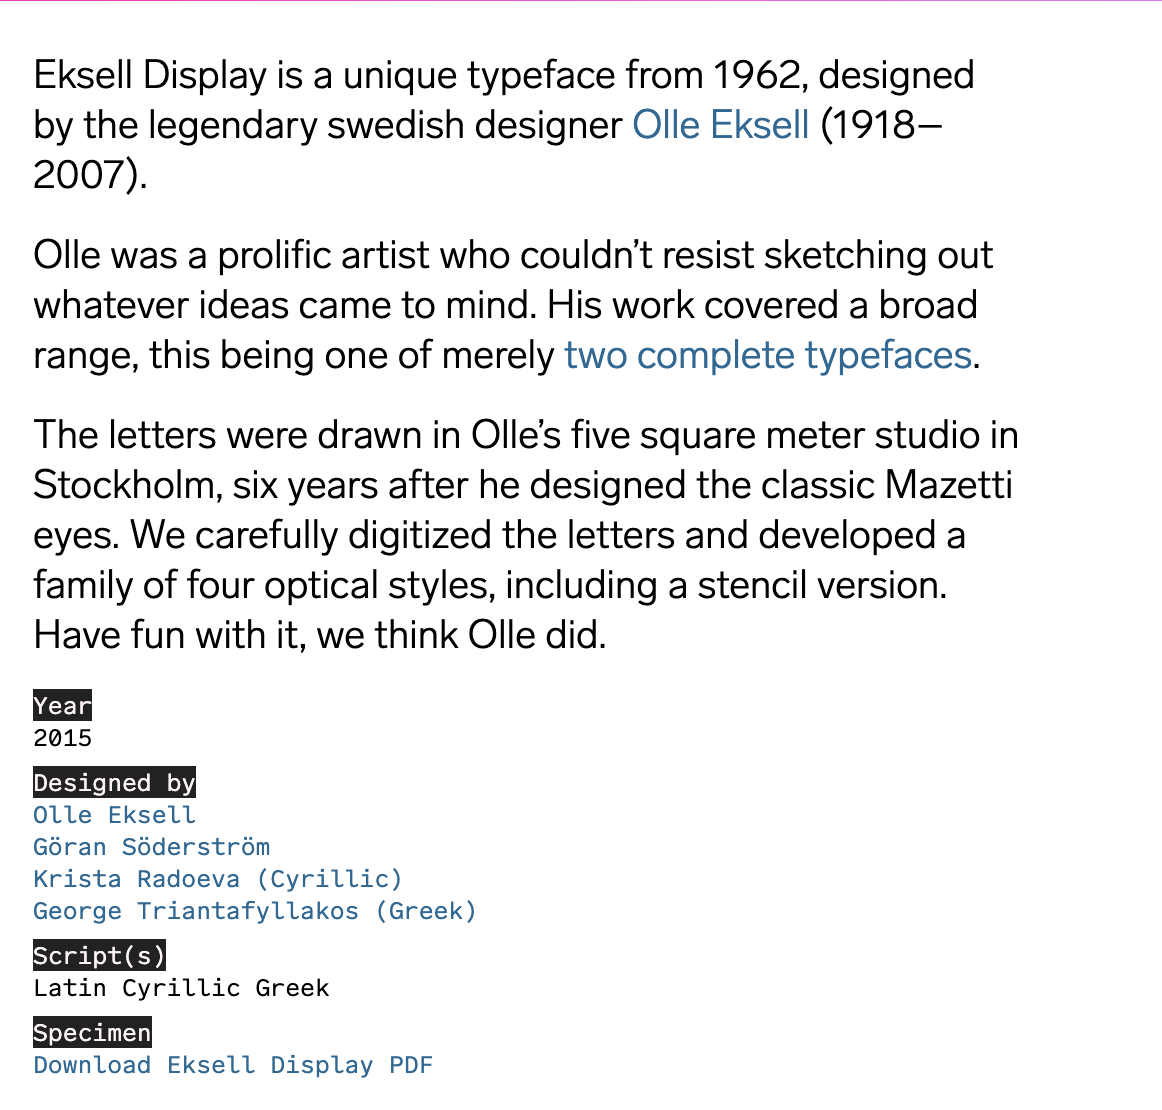 Eksell Display is a unique typeface from 1962, designed
by the legendary swedish designer Olle Eksell (1918–
2007).
Olle was a prolific artist who couldn’t resist sketching out
whatever ideas came to mind. His work covered a broad
range, this being one of merely two complete typefaces.
The letters were drawn in Olle’s five square meter studio in
Stockholm, six years after he designed the classic Mazetti
eyes. We carefully digitized the letters and developed a
family of four optical styles, including a stencil version.
Have fun with it, we think Olle did.
Year
2015
Designed by
Olle Eksell
Göran Söderström
Krista Radoeva (Cyrillic)
George Triantafyllakos (Greek)
Script(s)
Latin Cyrillic Greek
Specimen
Download Eksell Display PDF